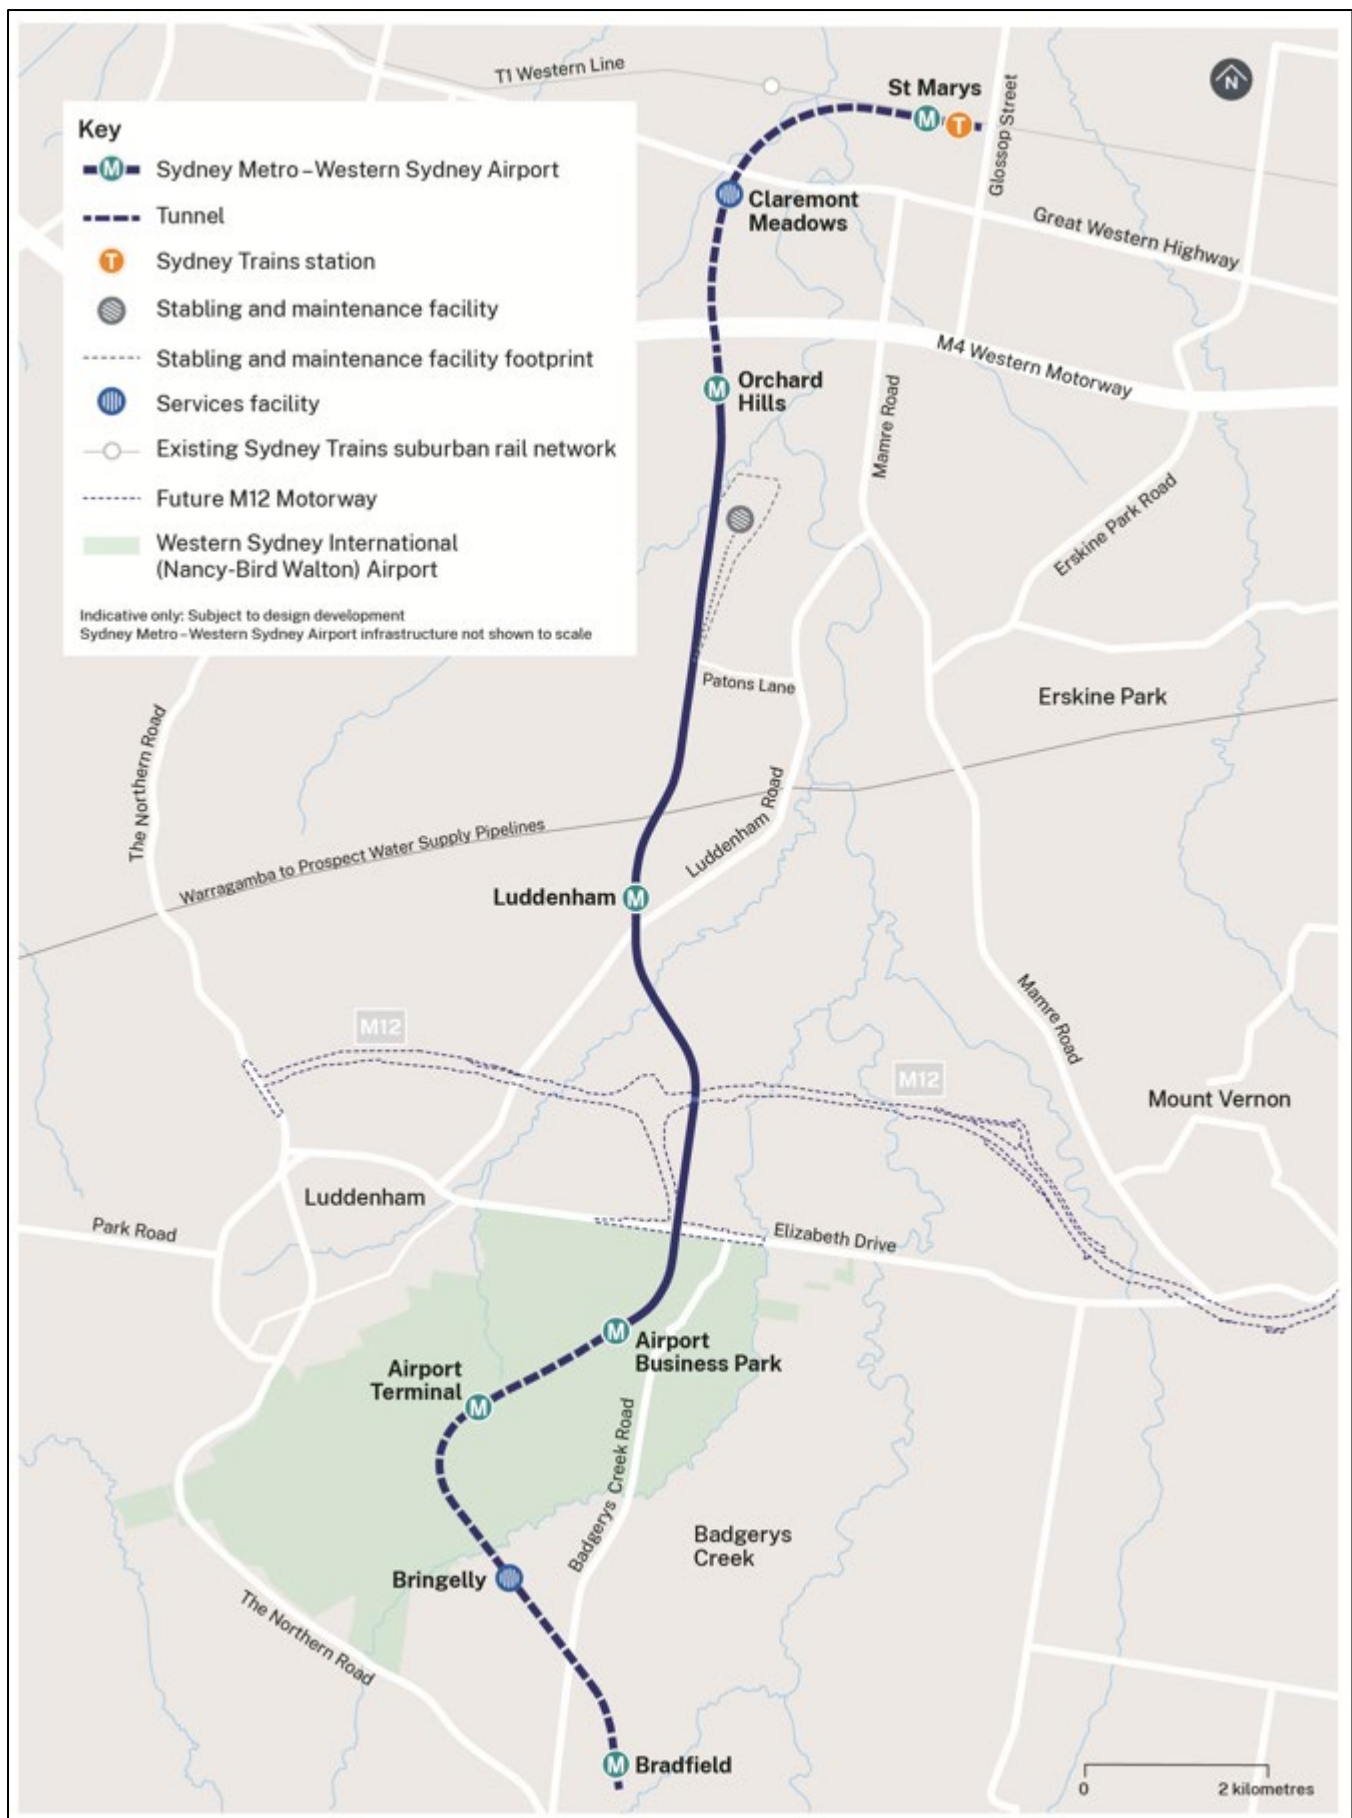 T1 Western Line
St Marys
N
M
T
Glossop Street
Key
M
Sydney Metro – Western Sydney Airport
Tunnel
T
Sydney Trains station
Stabling and maintenance facility
Stabling and maintenance facility footprint
Services facility
Existing Sydney Trains suburban rail network
Future M12 Motorway
Western Sydney International
(Nancy-Bird Walton) Airport
Indicative only: Subject to design development
Sydney Metro – Western Sydney Airport infrastructure not shown to scale
Claremont
Meadows
Great Western Highway
M4 Western Motorway
M
Orchard
Hills
Mamre Road
Erskine Park Road
Patons Lane
Erskine Park
The Northern Road
Luddenham Road
Warragamba to Prospect Water Supply Pipelines
Luddenham
M
Mamre Road
M12
M12
Mount Vernon
Luddenham
Park Road
Elizabeth Drive
M
Airport
Business Park
Airport
Terminal
M
Badgerys Creek Road
Badgerys
Creek
Bringelly
The Northern Road
M
Bradfield
0
2 kilometres